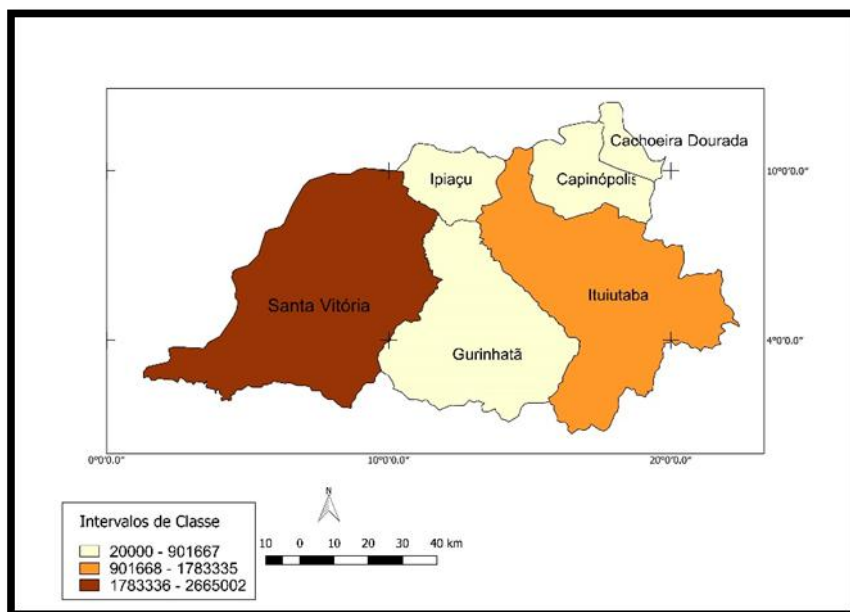 Cachoeira Dourada
Ipiaçu
Capinópolis
10°0'0.0"
Santa Vitória
Ituiutaba
Gurinhatã
4°0'0.0"
0°0'0.0"
10°0'0.0"
20°0'0.0"
N
Intervalos de Classe
20000 - 901667
901668 - 1783335
1783336 - 2665002
10 0 10 20 30 40 km